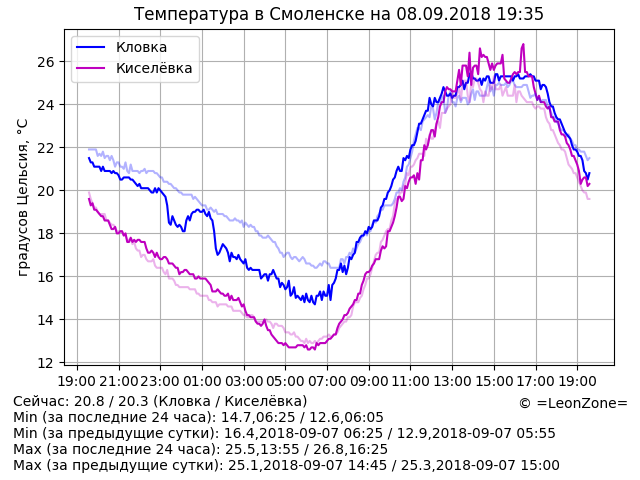 Температура в Смоленске на 08.09.2018 19:35
Кловка
Киселёвка
градусов Цельсия, °C
26
24
22
20
18
16
14
12
19:00 21:00 23:00 01:00 03:00 05:00 07:00 09:00 11:00 13:00 15:00 17:00 19:00
Сейчас: 20.8 / 20.3 (Кловка / Киселёвка)
© =LeonZone=
Min (за последние 24 часа): 14.7,06:25 / 12.6,06:05
Min (за предыдущие сутки): 16.4,2018-09-07 06:25 / 12.9,2018-09-07 05:55
Max (за последние 24 часа): 25.5,13:55 / 26.8,16:25
Max (за предыдущие сутки): 25.1,2018-09-07 14:45 / 25.3,2018-09-07 15:00